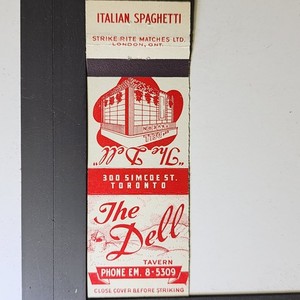 ITALIAN SPAGHETTI
STRIKE-RITE MATCHES LTD.
LONDON, ONT.
"The Dell"
300 SIMCOE ST.
TORONTO
The
Dell
TAVERN
PHONE EM. 8-5309
CLOSE COVER BEFORE STRIKING